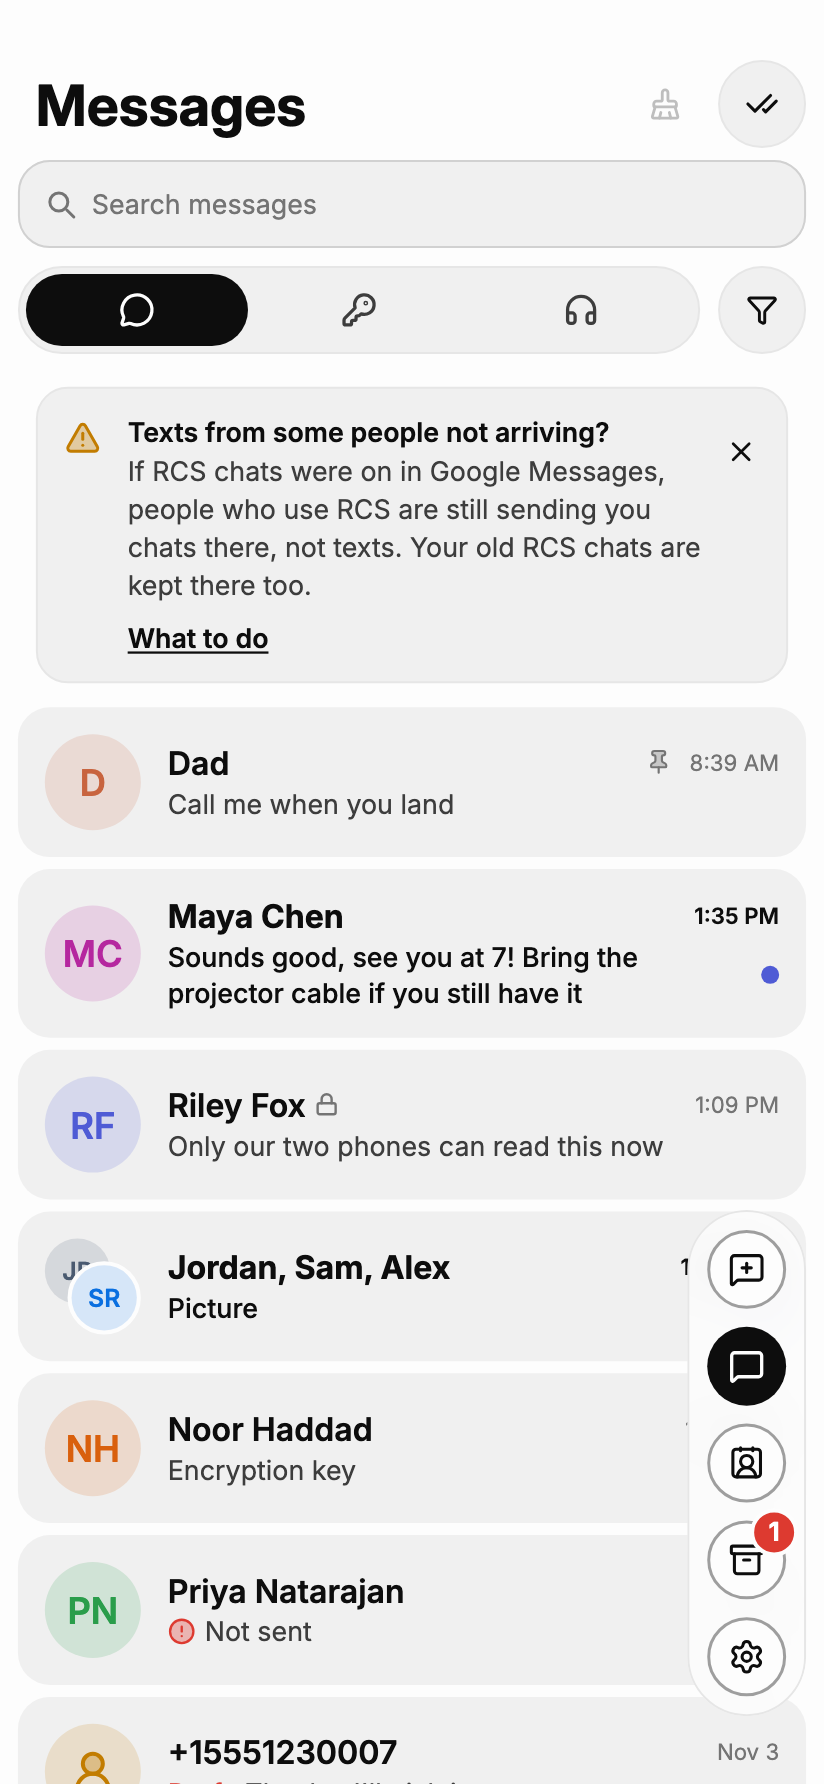 Messages
Search messages
Texts from some people not arriving?
If RCS chats were on in Google Messages,
people who use RCS are still sending you
chats there, not texts. Your old RCS chats are
kept there too.
What to do
D
Dad
8:39 AM
Call me when you land
MC
Maya Chen
1:35 PM
Sounds good, see you at 7! Bring the
projector cable if you still have it
RF
Riley Fox
1:09 PM
Only our two phones can read this now
SR
Jordan, Sam, Alex
Picture
NH
Noor Haddad
Encryption key
1
PN
Priya Natarajan
Not sent
+15551230007
Nov 3